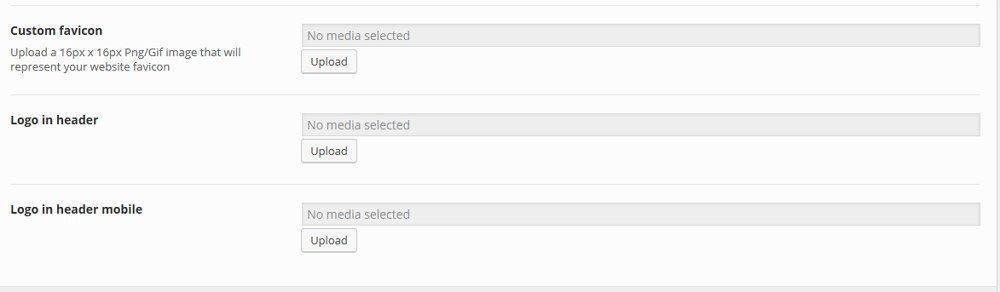 Custom favicon
No media selected
Upload a 16px x 16px Png/Gif image that will
represent your website favicon
Upload
Logo in header
No media selected
Upload
Logo in header mobile
No media selected
Upload